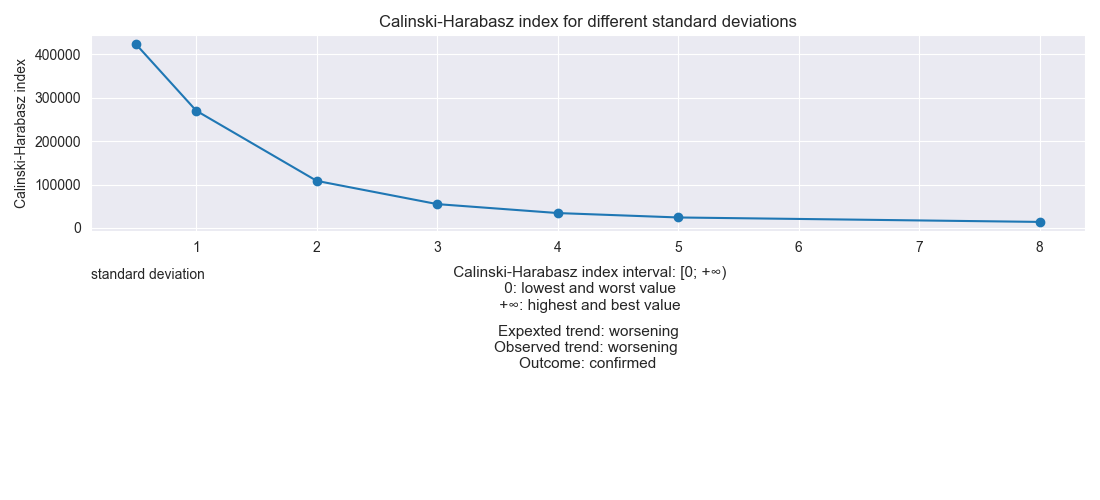 Calinski-Harabasz index for different standard deviations
Calinski-Harabasz index
400000
300000
200000
100000
0
1 2 3 4 5 6 7 8
standard deviation
Calinski-Harabasz index interval: [0; +∞)
0: lowest and worst value
+∞: highest and best value
Expexted trend: worsening
Observed trend: worsening
Outcome: confirmed